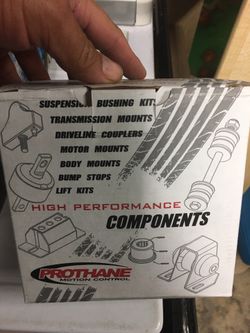 SUSPENSION BUSHING KITS
TRANSMISSION MOUNTS
DRIVELINE COUPLERS
MOTOR MOUNTS
BODY MOUNTS
BUMP STOPS
LIFT KITS
HIGH PERFORMANCE
COMPONENTS
PROTHANE
MOTION CONTROL